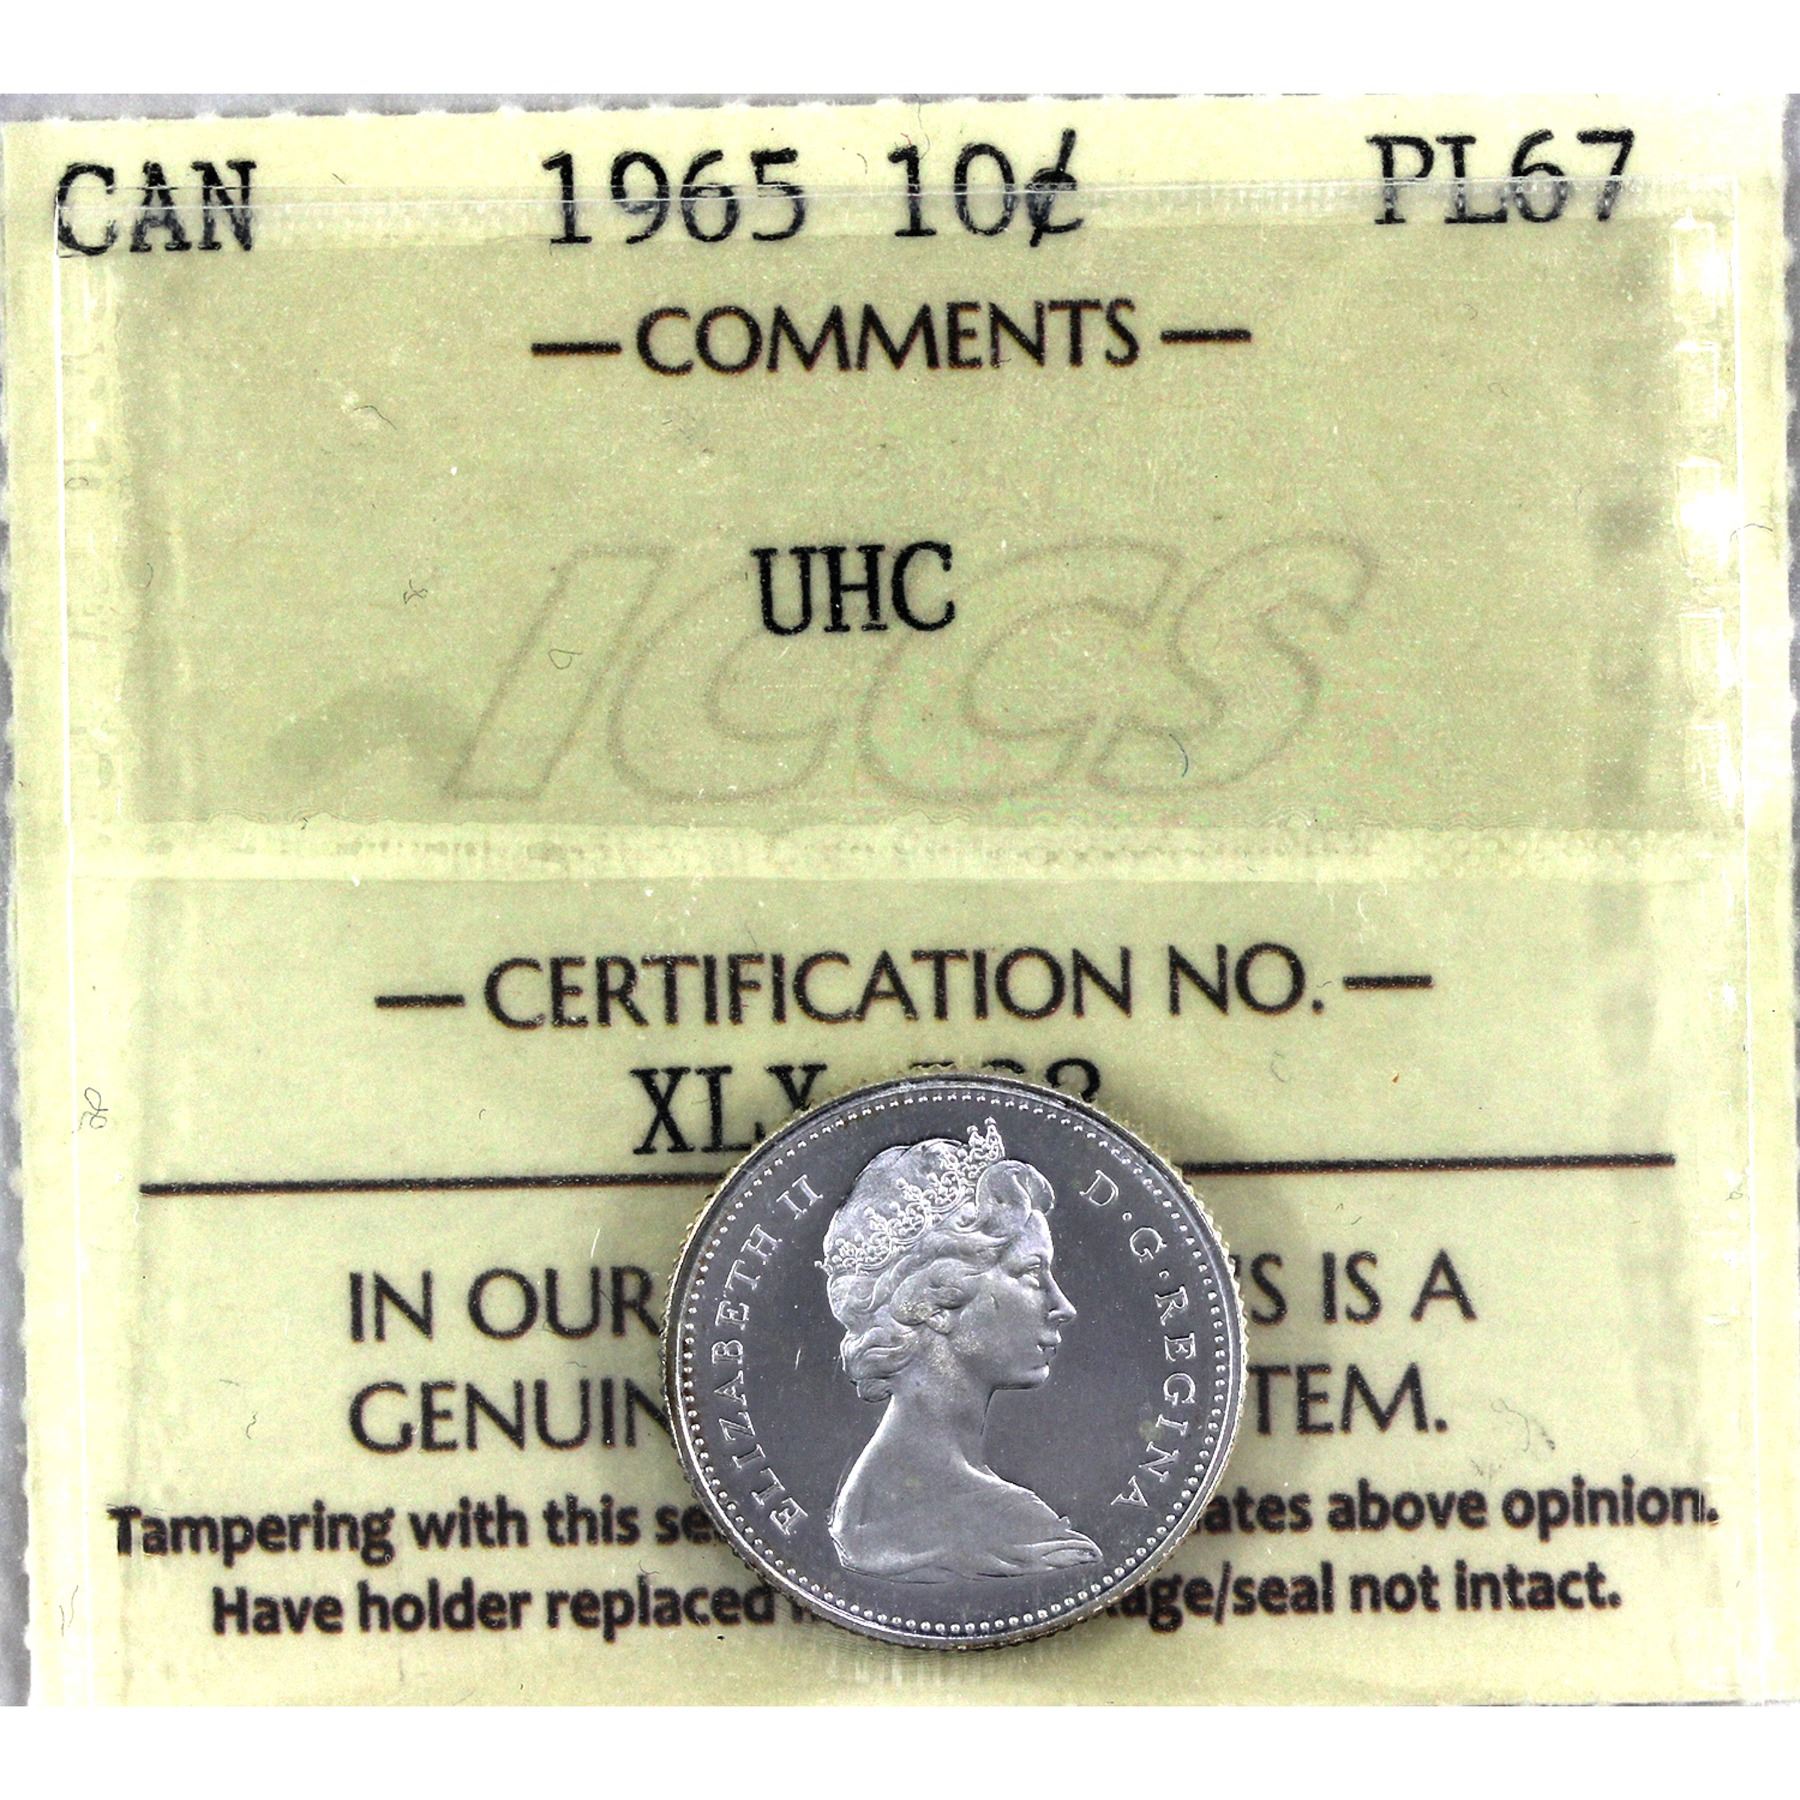 CAN 1965 10¢ PL67
— COMMENTS —
UHC
ICCS
— CERTIFICATION NO. —
XLX
IN OUR IS A
GENUIN TEM.
Tampering with this se ates above opinion.
Have holder replaced age/seal not intact.
ELIZABETH II D·G·REGINA